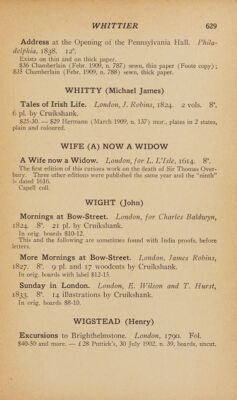 WHITTIER 629
Address at the Opening of the Pennsylvania Hall. Phila-
delphia, 1838. 12°.
Exists on thin and on thick paper.
$36 Chamberlain (Febr. 1909, n. 787) sewn, thin paper (Foote copy);
$35 Chamberlain (Febr. 1909, n. 788) sewn, thick paper.
WHITTY (Michael James)
Tales of Irish Life. London, J. Robins, 1824. 2 vols. 8°.
6 pl. by Cruikshank.
$25-30. — $29 Hermann (March 1909, n. 137) mor., plates in 2 states,
plain and coloured.
WIFE (A) NOW A WIDOW
A Wife now a Widow. London, for L. L'Isle, 1614. 8°.
The first edition of this curious work on the death of Sir Thomas Over-
bury. Three other editions were published the same year and the "ninth"
is dated 1616.
Capell coll.
WIGHT (John)
Mornings at Bow-Street. London, for Charles Baldwyn,
1824. 8°. 21 pl. by Cruikshank.
In orig. boards $10-12.
This and the following are sometimes found with India proofs, before
letters.
More Mornings at Bow-Street. London, James Robins,
1827. 8°. 9 pl. and 17 woodcuts by Cruikshank.
In orig. boards with label $12-15.
Sunday in London. London, E. Wilson and T. Hurst,
1833. 8°. 14 illustrations by Cruikshank.
In orig. boards $8-10.
WIGSTEAD (Henry)
Excursions to Brighthelmstone. London, 1790. Fol.
$40-50 and more. — £28 Puttick's, 30 July 1902, n. 39, boards, uncut.